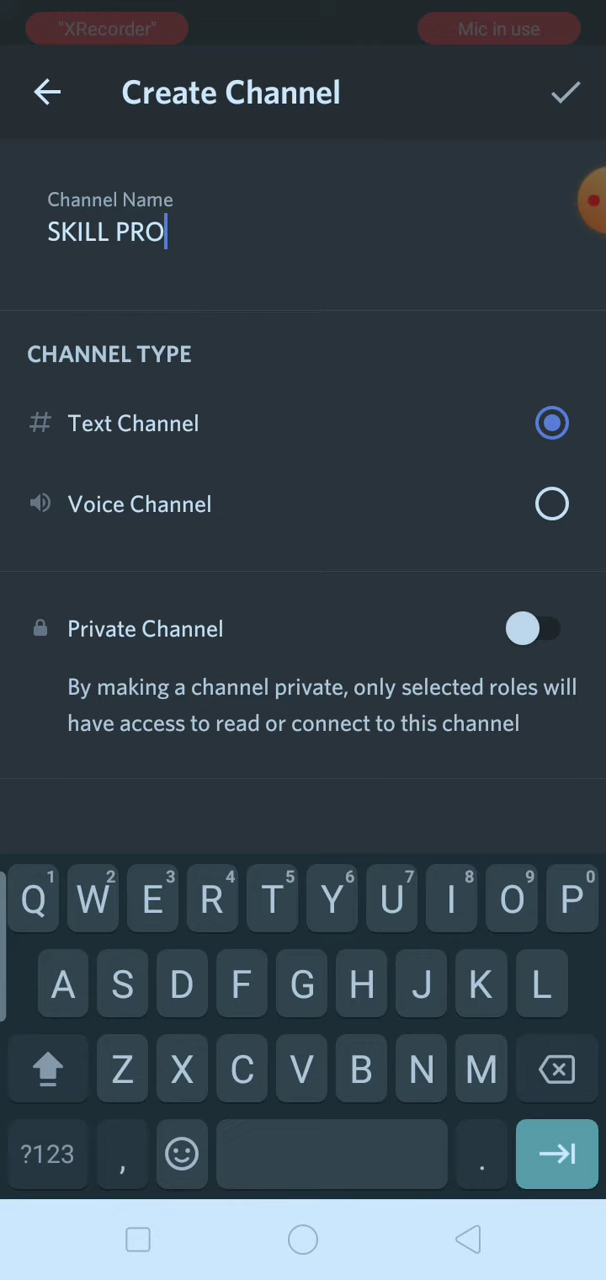 "XRecorder"
Mic in use
Create Channel
Channel Name
SKILL PRO
CHANNEL TYPE
# Text Channel
Voice Channel
Private Channel
By making a channel private, only selected roles will
have access to read or connect to this channel
1 2 3 4 5 6 7 8 9 0
Q W E R T Y U I O P
A S D F G H J K L
Z X C V B N M
?123 , .